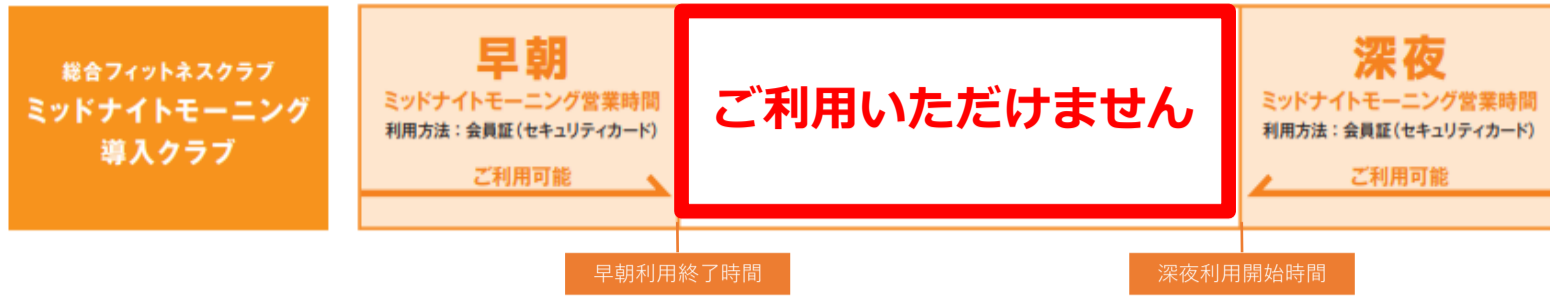 総合フィットネスクラブ
ミッドナイトモーニング
導入クラブ
早朝
ミッドナイトモーニング営業時間
利用方法：会員証(セキュリティカード)
ご利用可能
ご利用いただけません
深夜
ミッドナイトモーニング営業時間
利用方法：会員証(セキュリティカード)
ご利用可能
早朝利用終了時間
深夜利用開始時間